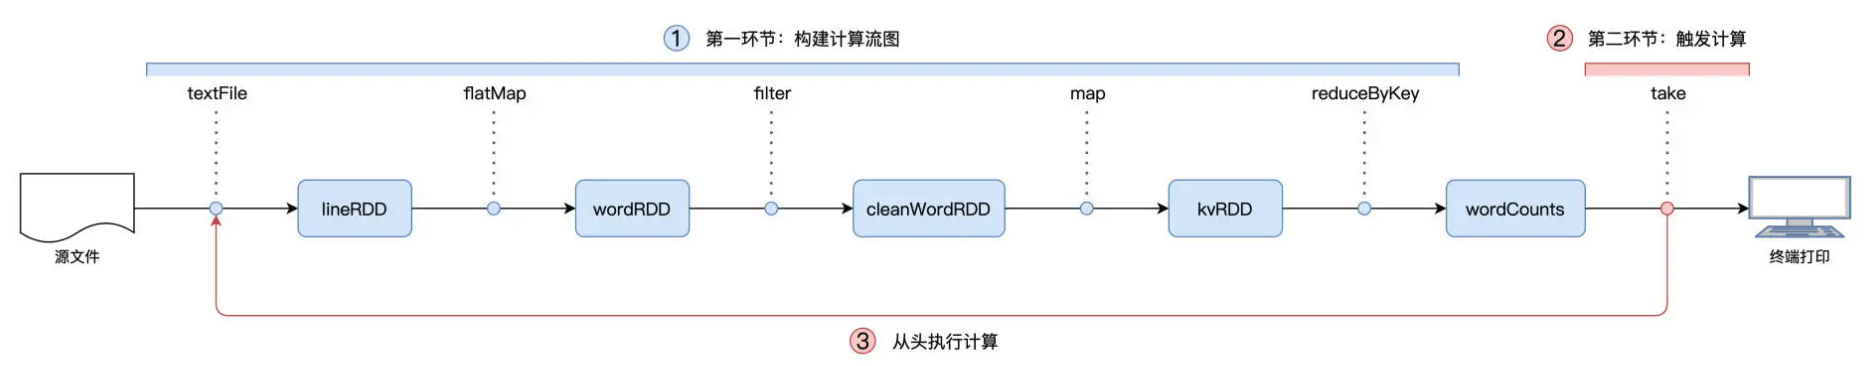 ① 第一环节：构建计算流图
② 第二环节：触发计算
textFile
flatMap
filter
map
reduceByKey
take
lineRDD
wordRDD
cleanWordRDD
kvRDD
wordCounts
源文件
终端打印
③ 从头执行计算